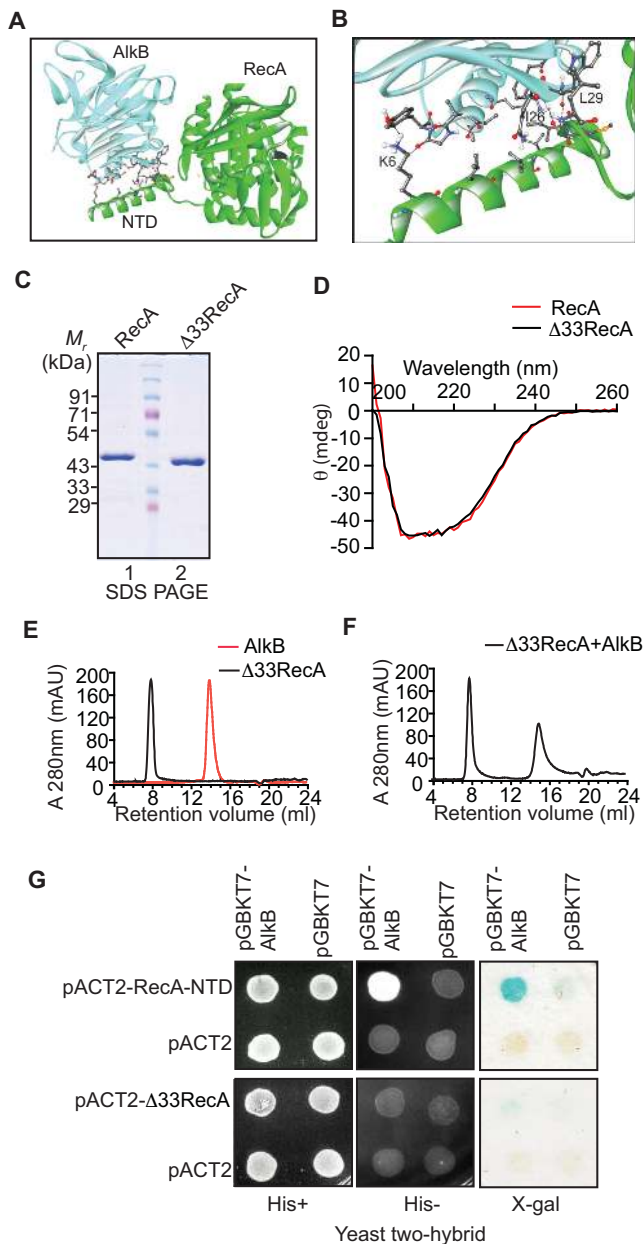 A
AlkB
RecA
NTD
B
K6
I26
L29
C
RecA
Δ33RecA
Mr
(kDa)
91
71
54
43
33
29
1 2
SDS PAGE
D
RecA
Δ33RecA
Wavelength (nm)
200 220 240 260
20
10
0
-10
-20
-30
-40
-50
θ (mdeg)
E
AlkB
Δ33RecA
A 280nm (mAU)
200
160
120
80
40
0
4 8 12 16 20 24
Retention volume (ml)
F
Δ33RecA+AlkB
A 280nm (mAU)
200
160
120
80
40
0
4 8 12 16 20 24
Retention volume (ml)
G
pGBKT7-
AlkB
pGBKT7
pGBKT7-
AlkB
pGBKT7
pGBKT7-
AlkB
pGBKT7
pACT2-RecA-NTD
pACT2
pACT2-Δ33RecA
pACT2
His+ His- X-gal
Yeast two-hybrid